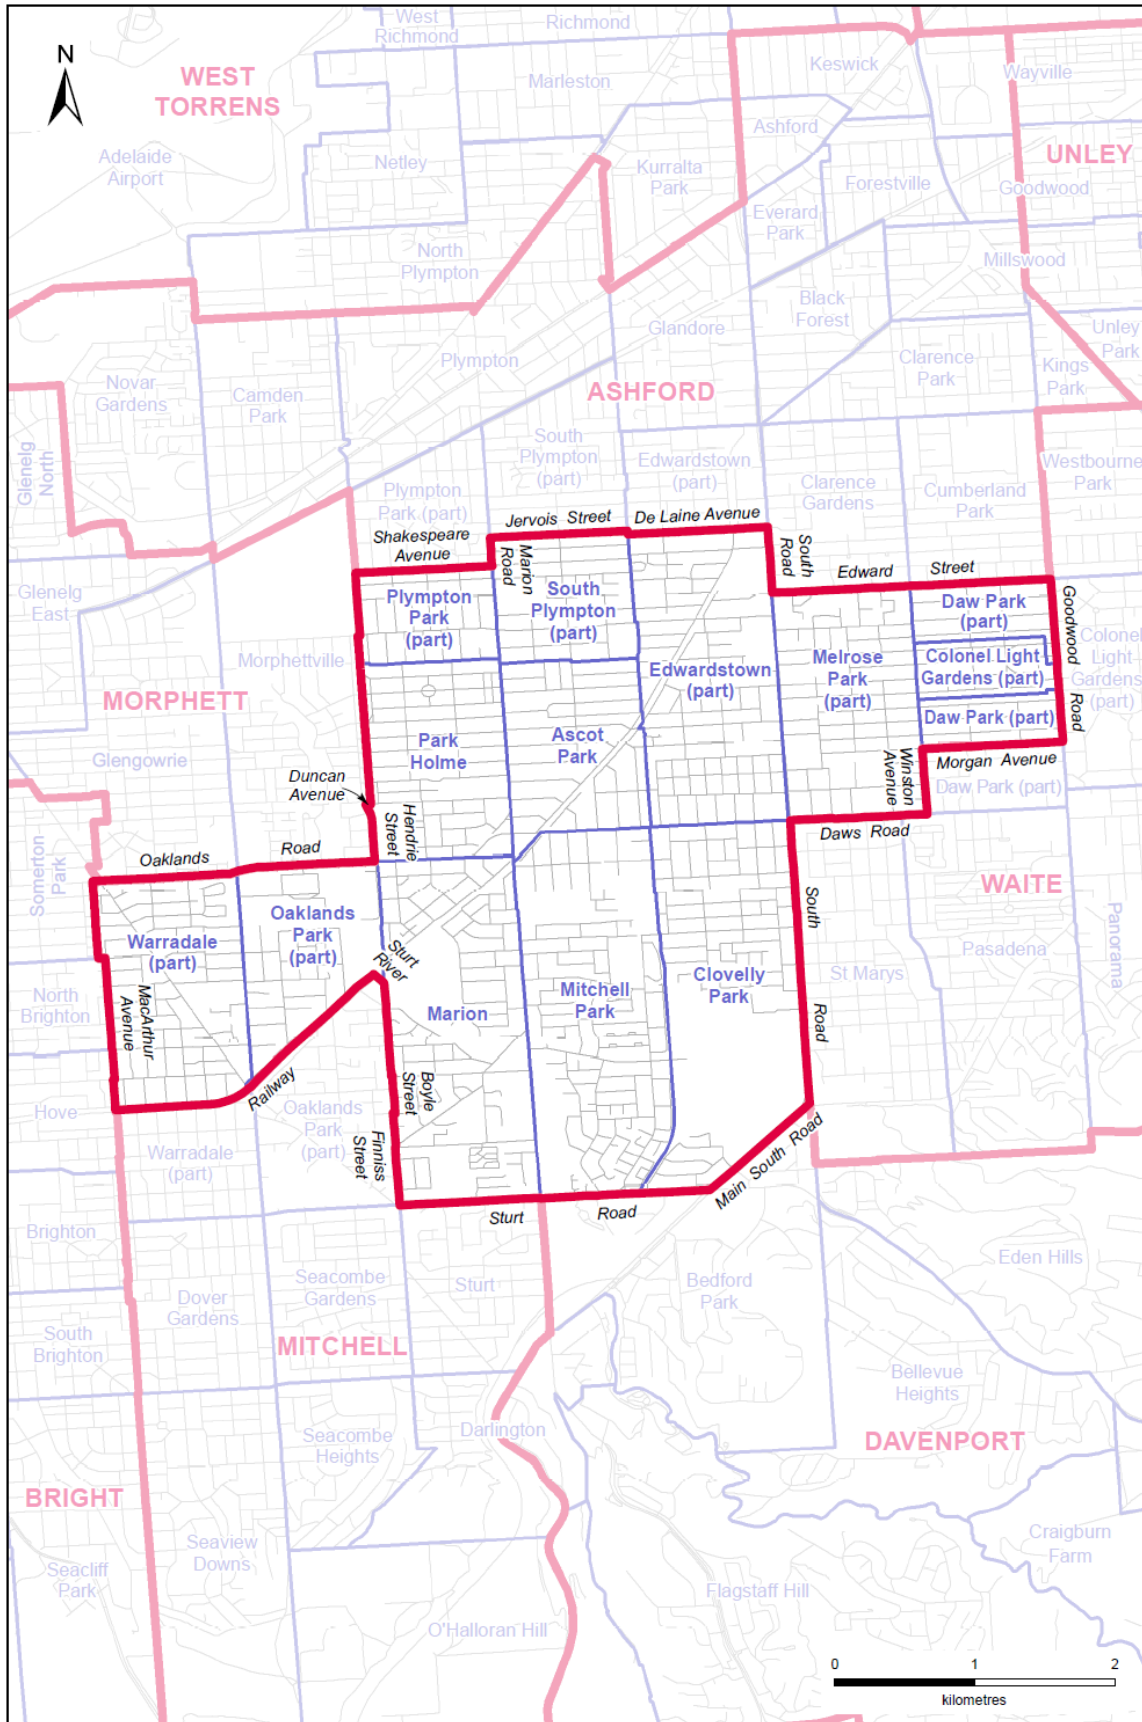 West
Richmond
Richmond
N
WEST
TORRENS
Marleston
Keswick
Wayville
Adelaide
Airport
Netley
Ashford
UNLEY
Kurralta
Park
Forestville
Goodwood
Everard
Park
North
Plympton
Millswood
Black
Forest
Glandore
Unley
Park
Plympton
Clarence
Park
Kings
Park
Novar
Gardens
Camden
Park
ASHFORD
Glenelg
North
South
Plympton
(part)
Edwardstown
(part)
Westbourne
Park
Plympton
Park (part)
Clarence
Gardens
Cumberland
Park
Jervois Street
De Laine Avenue
Shakespeare
Avenue
Marion
Road
South
Road
Edward Street
Goodwood
Road
Glenelg
East
Plympton
Park
(part)
South
Plympton
(part)
Daw Park
(part)
Colonel
Light
Gardens
(part)
Morphettville
Edwardstown
(part)
Melrose
Park
(part)
Colonel Light
Gardens (part)
MORPHETT
Daw Park (part)
Park
Holme
Ascot
Park
Glengowrie
Winston
Avenue
Morgan Avenue
Duncan
Avenue
Daw Park (part)
Hendrie
Street
Daws Road
Oaklands Road
Somerton
Park
WAITE
Oaklands
Park
(part)
South
Road
Panorama
Warradale
(part)
Sturt
River
Pasadena
St Marys
Clovelly
Park
North
Brighton
Mitchell
Park
Marion
MacArthur
Avenue
Railway
Boyle
Street
Hove
Oaklands
Park
(part)
Warradale
(part)
Finniss
Street
Main South Road
Sturt Road
Brighton
Eden Hills
Seacombe
Gardens
Sturt
Bedford
Park
Dover
Gardens
South
Brighton
MITCHELL
Bellevue
Heights
Darlington
Seacombe
Heights
DAVENPORT
BRIGHT
Craigburn
Farm
Seaview
Downs
Seacliff
Park
Flagstaff Hill
O'Halloran Hill
0 1 2
kilometres